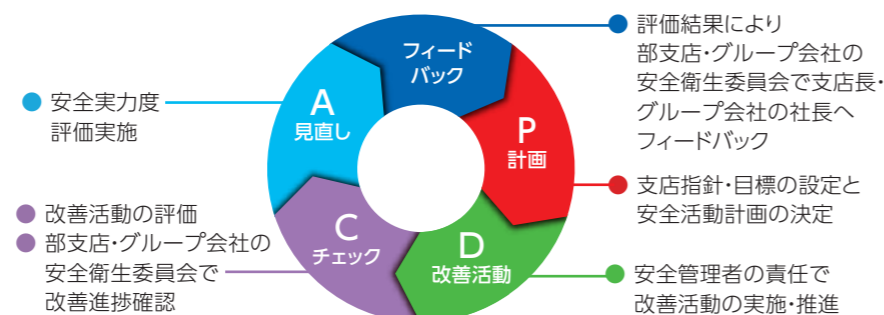 フィード
バック
P
計画
D
改善活動
C
チェック
A
見直し
● 評価結果により
部支店・グループ会社の
安全衛生委員会で支店長・
グループ会社の社長へ
フィードバック
● 支店指針・目標の設定と
安全活動計画の決定
● 安全管理者の責任で
改善活動の実施・推進
● 改善活動の評価
● 部支店・グループ会社の
安全衛生委員会で
改善進捗確認
● 安全実力度
評価実施